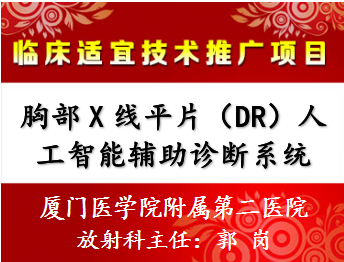 临床适宜技术推广项目
胸部 X 线平片（DR）人
工智能辅助诊断系统
厦门医学院附属第二医院
放射科主任：郭 岗